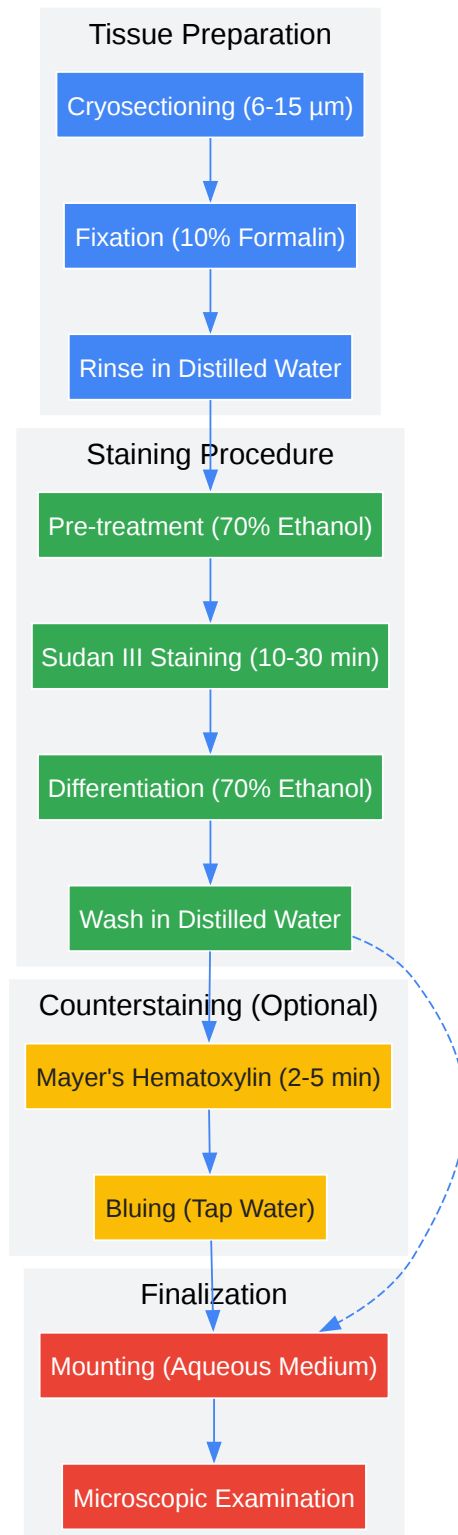 Tissue Preparation
Cryosectioning (6-15 µm)
Fixation (10% Formalin)
Rinse in Distilled Water
Staining Procedure
Pre-treatment (70% Ethanol)
Sudan III Staining (10-30 min)
Differentiation (70% Ethanol)
Wash in Distilled Water
Counterstaining (Optional)
Mayer's Hematoxylin (2-5 min)
Bluing (Tap Water)
Finalization
Mounting (Aqueous Medium)
Microscopic Examination